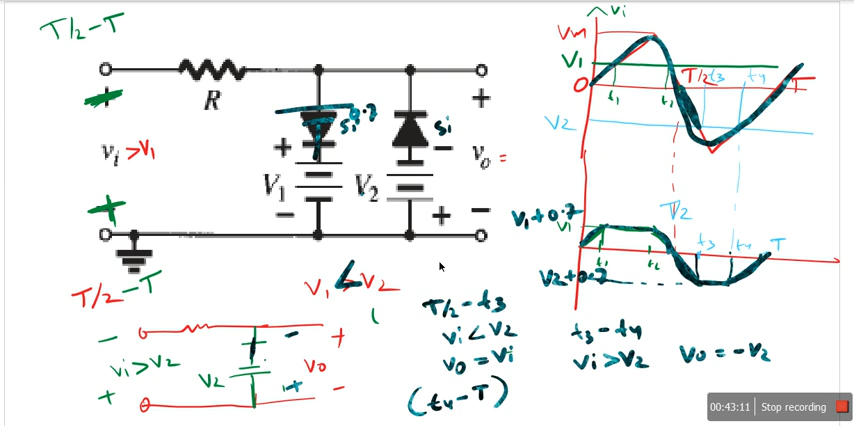 T/2-T
R
0.7
Si
Si
+
+
+
-
+
vi >V1
V1
V2
vo =
-
+
-
+
T/2-T
V1 < V2
-
+
-
+
vi > V2
V2
Vo
+
+
-
T/2 - t3
vi < V2
vo = vi
(t4 - T)
t3 - t4
vi > V2 Vo = -V2
vi
Vm
V1
0
T/2 t3 t4 T
t1 t2
V2
V1+0.7
V1
T/2
t1 t2 t3 t4 T
V2+0.7
00:43:11 Stop recording